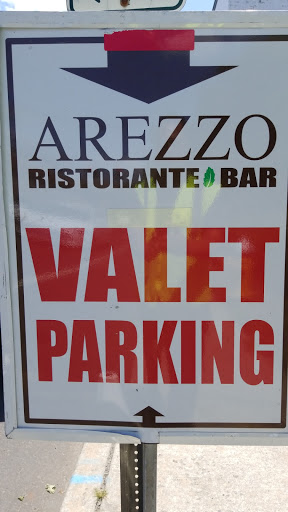 AREZZO
RISTORANTE BAR
VALET
PARKING